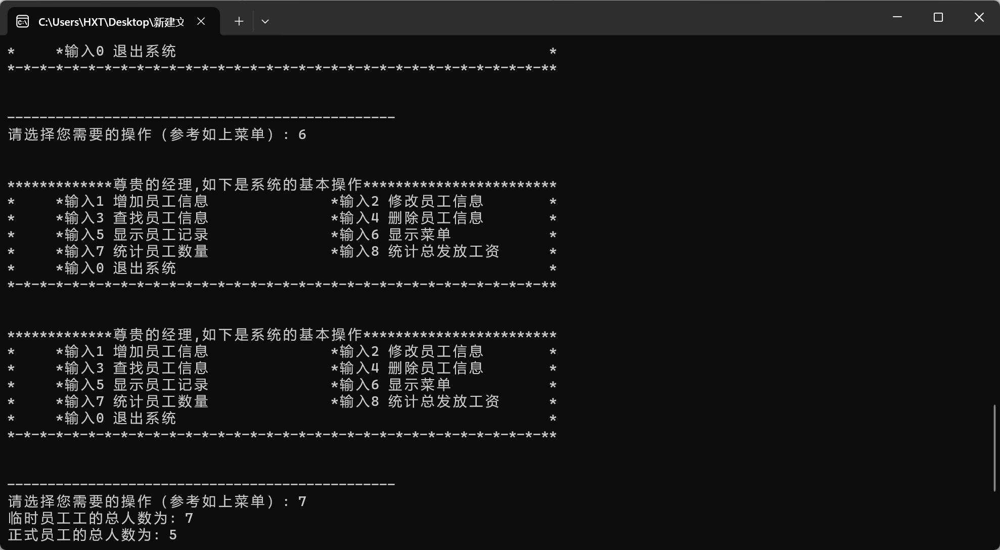 C:\Users\HXT\Desktop\新建文
*     *输入0 退出系统                                              *
*-*-*-*-*-*-*-*-*-*-*-*-*-*-*-*-*-*-*-*-*-*-*-*-*-*-*-*-*-*-*-*-*-**
------------------------------------------------
请选择您需要的操作（参考如上菜单）: 6
*************尊贵的经理,如下是系统的基本操作************************
*     *输入1 增加员工信息               *输入2 修改员工信息        *
*     *输入3 查找员工信息               *输入4 删除员工信息        *
*     *输入5 显示员工记录               *输入6 显示菜单            *
*     *输入7 统计员工数量               *输入8 统计总发放工资      *
*     *输入0 退出系统                                              *
*-*-*-*-*-*-*-*-*-*-*-*-*-*-*-*-*-*-*-*-*-*-*-*-*-*-*-*-*-*-*-*-*-**
*************尊贵的经理,如下是系统的基本操作************************
*     *输入1 增加员工信息               *输入2 修改员工信息        *
*     *输入3 查找员工信息               *输入4 删除员工信息        *
*     *输入5 显示员工记录               *输入6 显示菜单            *
*     *输入7 统计员工数量               *输入8 统计总发放工资      *
*     *输入0 退出系统                                              *
*-*-*-*-*-*-*-*-*-*-*-*-*-*-*-*-*-*-*-*-*-*-*-*-*-*-*-*-*-*-*-*-*-**
------------------------------------------------
请选择您需要的操作（参考如上菜单）: 7
临时员工工的总人数为: 7
正式员工的总人数为: 5